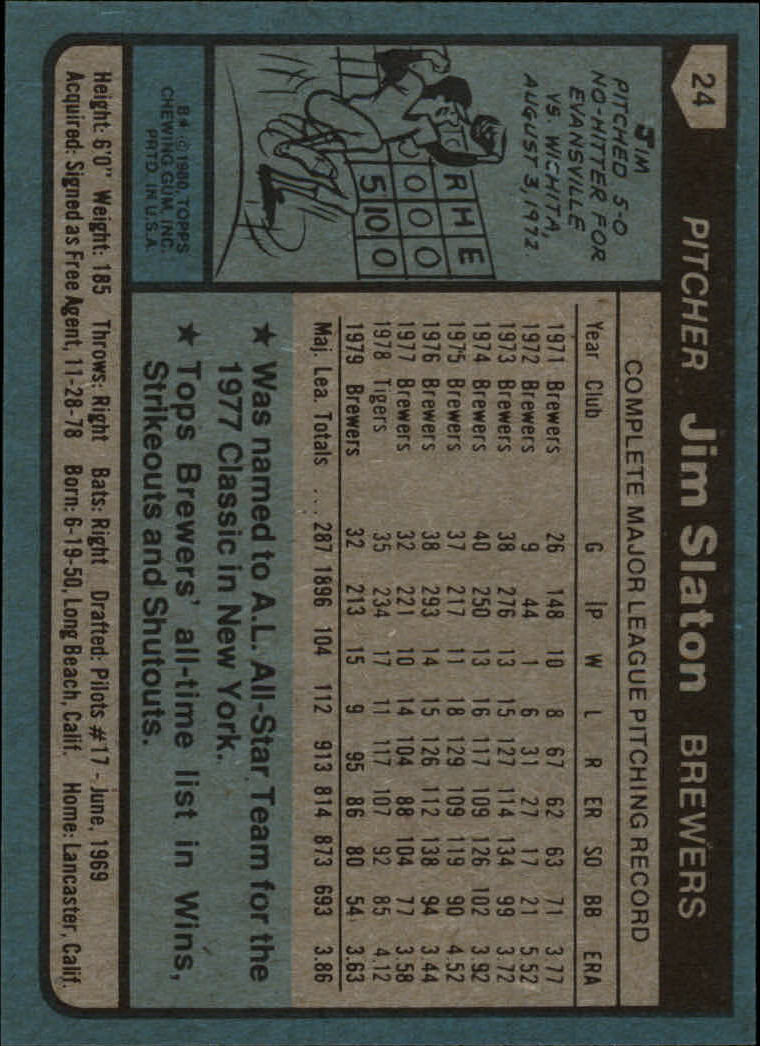 24
PITCHER Jim Slaton BREWERS
JIM
PITCHED 5-0
NO-HITTER FOR
EVANSVILLE
VS. WICHITA,
AUGUST 3, 1972.
R H E
0 0 0
5 10 0
B4 © 1980, TOPPS
CHEWING GUM, INC.
PRTD. IN U.S.A.
COMPLETE MAJOR LEAGUE PITCHING RECORD
Year Club G IP W L R ER SO BB ERA
1971 Brewers 26 148 10 8 67 62 63 71 3.77
1972 Brewers 9 44 1 6 31 27 17 21 5.52
1973 Brewers 38 276 13 15 127 114 134 99 3.72
1974 Brewers 40 250 13 16 117 109 126 102 3.92
1975 Brewers 37 217 11 18 129 109 119 90 4.52
1976 Brewers 38 293 14 15 126 112 138 94 3.44
1977 Brewers 32 221 10 14 104 88 104 77 3.58
1978 Tigers 35 234 17 11 117 107 92 85 4.12
1979 Brewers 32 213 15 9 95 86 80 54 3.63
Maj. Lea. Totals ... 287 1896 104 112 913 814 873 693 3.86
★ Was named to A.L. All-Star Team for the
1977 Classic in New York.
★ Tops Brewers' all-time list in Wins,
Strikeouts and Shutouts.
Height: 6'0" Weight: 185 Throws: Right Bats: Right Drafted: Pilots #17 - June, 1969
Acquired: Signed as Free Agent, 11-28-78 Born: 6-19-50, Long Beach, Calif. Home: Lancaster, Calif.